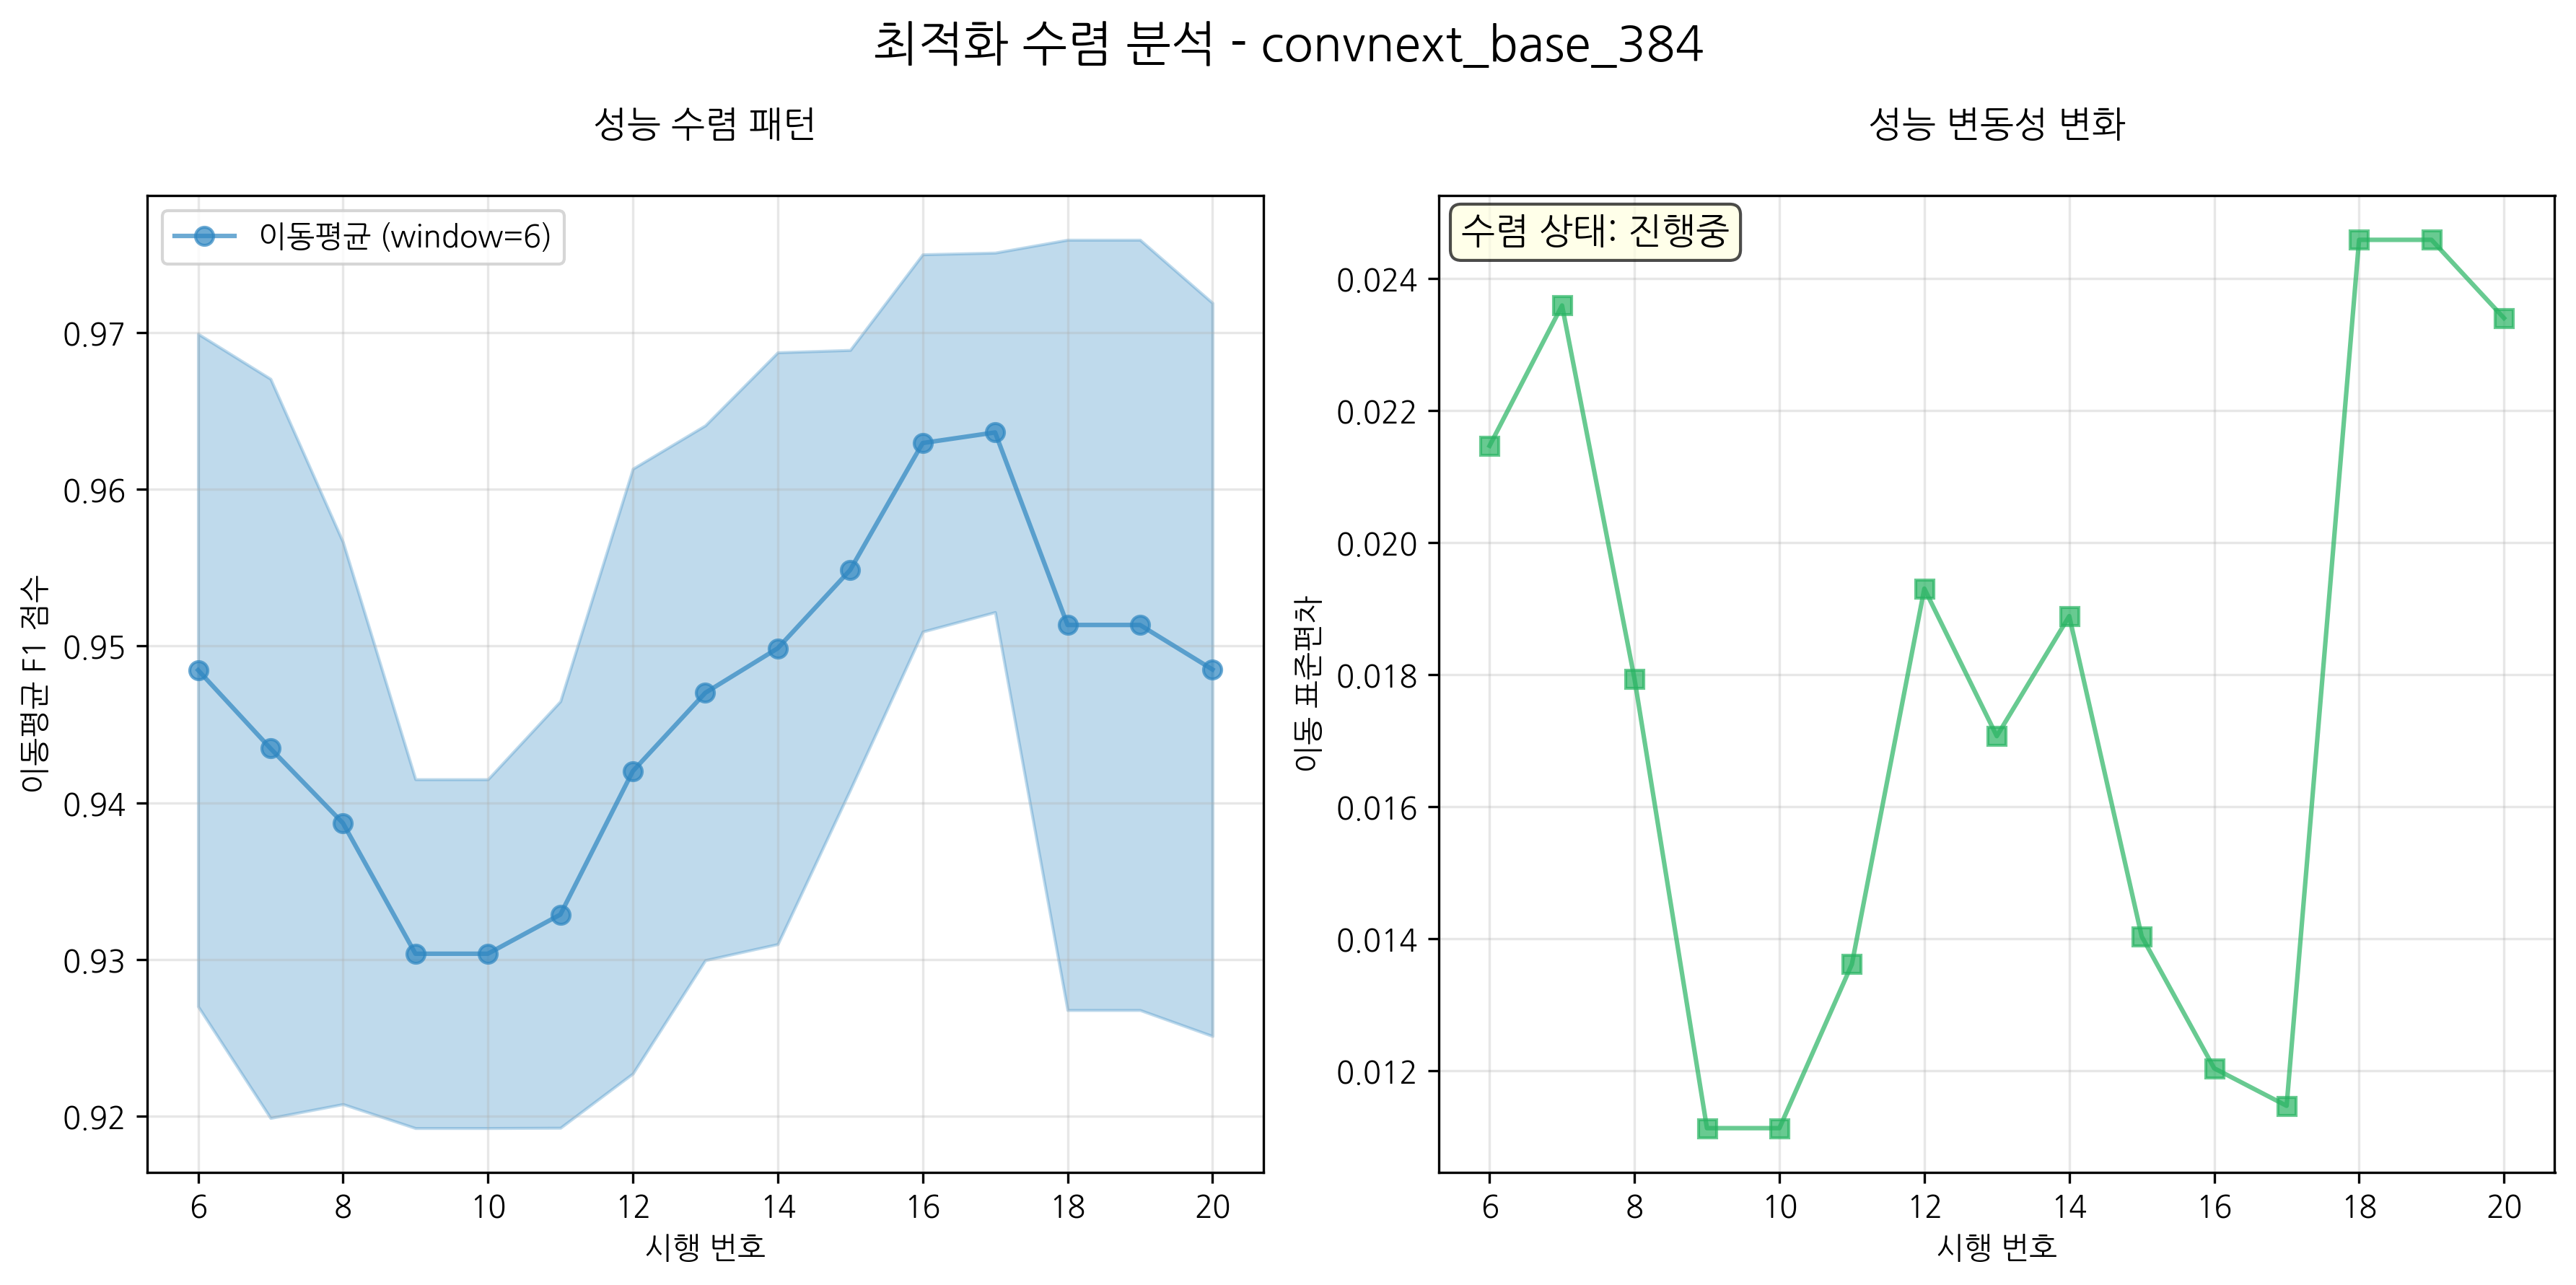 최적화 수렴 분석 - convnext_base_384
성능 수렴 패턴
이동평균 (window=6)
이동평균 F1 점수
0.97
0.96
0.95
0.94
0.93
0.92
6 8 10 12 14 16 18 20
시행 번호
성능 변동성 변화
수렴 상태: 진행중
이동 표준편차
0.024
0.022
0.020
0.018
0.016
0.014
0.012
6 8 10 12 14 16 18 20
시행 번호